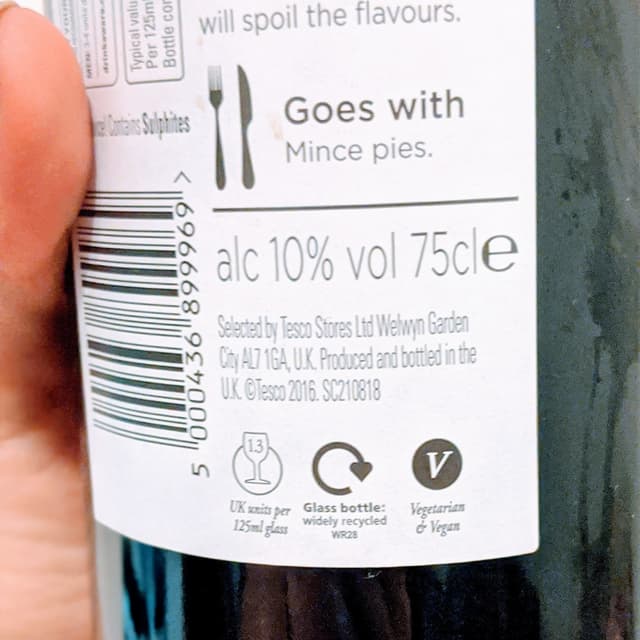 will spoil the flavours.
Typical valu
Per 125ml
Bottle con
Contains Sulphites
Goes with
Mince pies.
alc 10% vol 75cl e
Selected by Tesco Stores Ltd Welwyn Garden
City AL7 1GA, U.K. Produced and bottled in the
U.K. ©Tesco 2016. SC210818
5 000436 899969 >
1.3
UK units per
125ml glass
Glass bottle:
widely recycled
WR28
V
Vegetarian
& Vegan